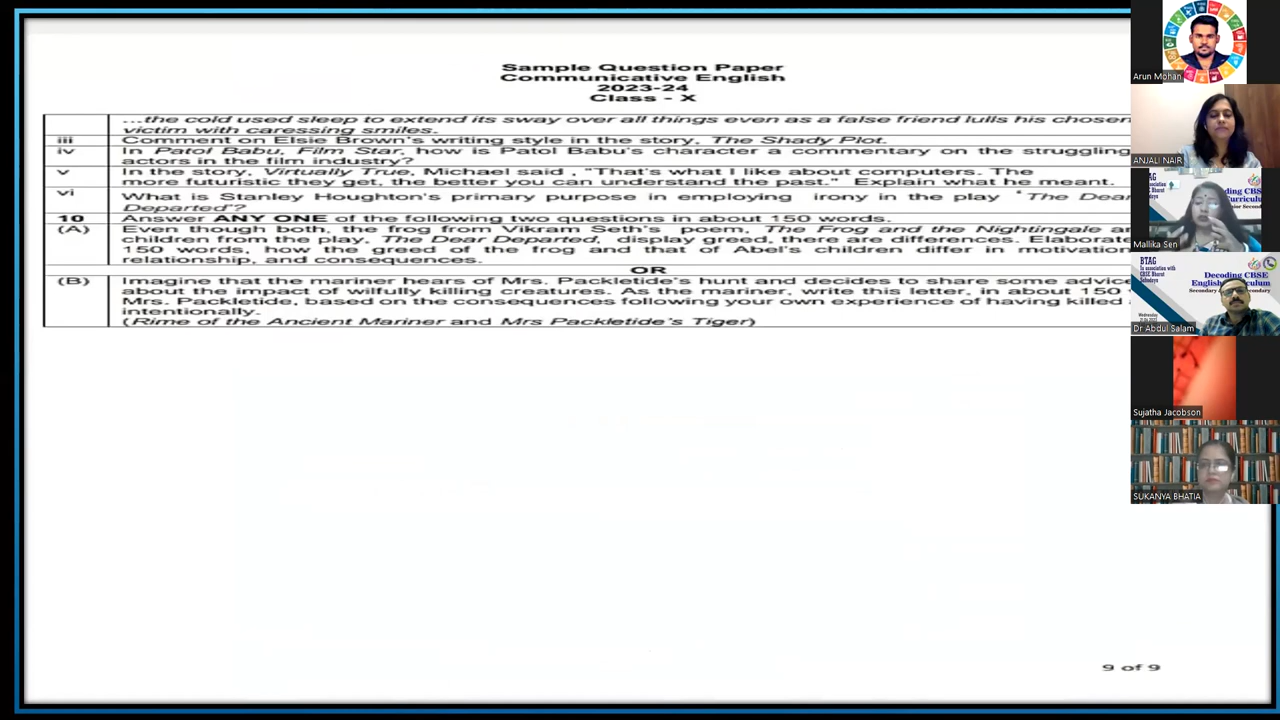 Sample Question Paper
Communicative English
2023-24
Class - X
...the cold used sleep to extend its sway over all things even as a false friend lulls his chosen
victim with caressing smiles.
iii Comment on Elsie Brown's writing style in the story, The Shady Plot.
iv In Patol Babu, Film Star, how is Patol Babu's character a commentary on the struggling
actors in the film industry?
v In the story, Virtually True, Michael said , "That's what I like about computers. The
more futuristic they get, the better you can understand the past." Explain what he meant.
vi What is Stanley Houghton's primary purpose in employing irony in the play "The Dear
Departed"?
10 Answer ANY ONE of the following two questions in about 150 words.
(A) Even though both, the frog from Vikram Seth's poem, The Frog and the Nightingale
children from the play, The Dear Departed, display greed, there are differences. Elaborate
150 words, how the greed of the frog and that of Abel's children differ in motivation
relationship, and consequences.
OR
(B) Imagine that the mariner hears of Mrs. Packletide's hunt and decides to share some advice
about the impact of wilfully killing creatures. As the mariner, write this letter, in about 150
Mrs. Packletide, based on the consequences following your own experience of having killed
intentionally.
(Rime of the Ancient Mariner and Mrs Packletide's Tiger)
9 of 9
Arun Mohan
ANJALI NAIR
Mallika Sen
BTAG
In association with
CBSE Bharat
Sahodaya
Decoding CBSE
Wednesday
Dr Abdul Salam
Sujatha Jacobson
SUKANYA BHATIA